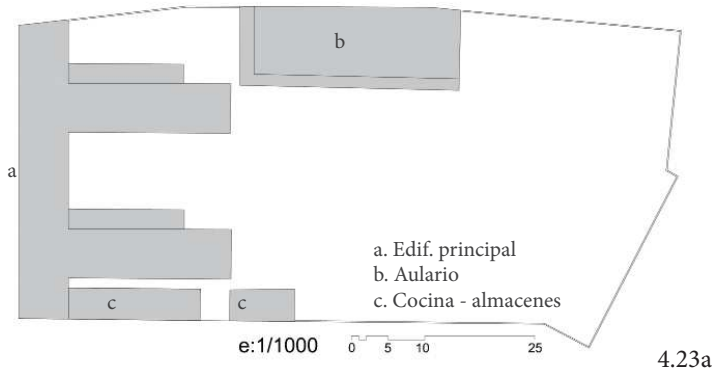 b
a
a. Edif. principal
b. Aulario
c. Cocina - almacenes
c c
e:1/1000 0 5 10 25
4.23a